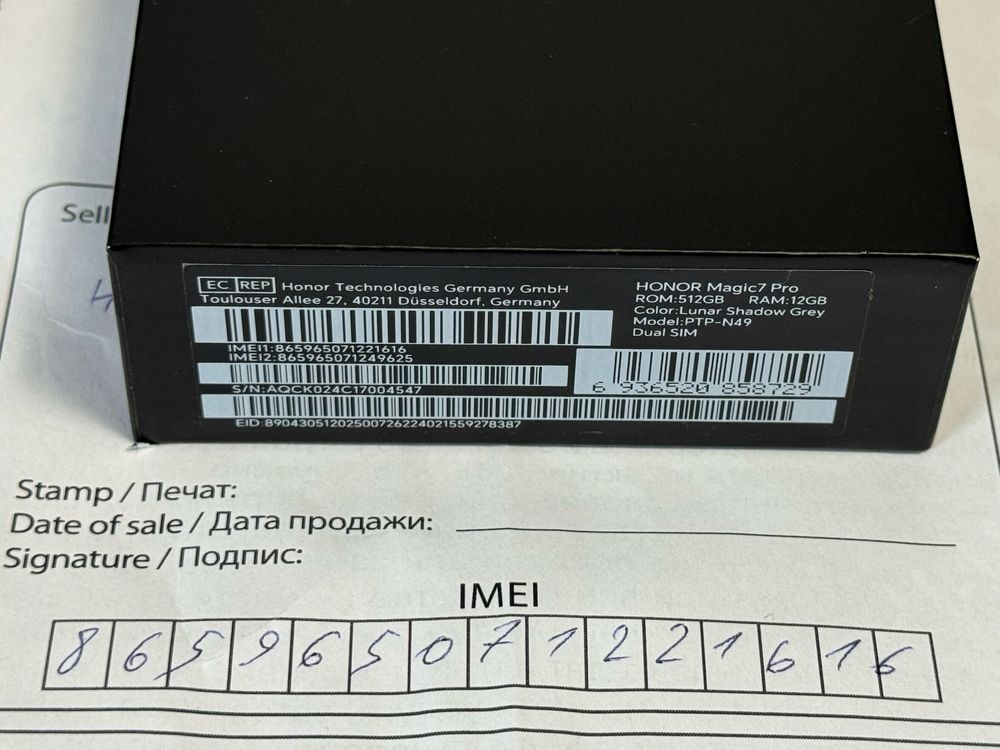 EC REP Honor Technologies Germany GmbH
Toulouser Allee 27, 40211 Düsseldorf, Germany
IMEI1:865965071221616
IMEI2:865965071249625
S/N:AQCK024C17004547
EID:89043051202500726224021559278387
HONOR Magic7 Pro
ROM:512GB RAM:12GB
Color:Lunar Shadow Grey
Model:PTP-N49
Dual SIM
6 936520 858729
Sell
Stamp / Печат:
Date of sale / Дата продажи:
Signature / Подпис:
IMEI
8 6 5 9 6 5 0 7 1 2 2 1 6 1 6